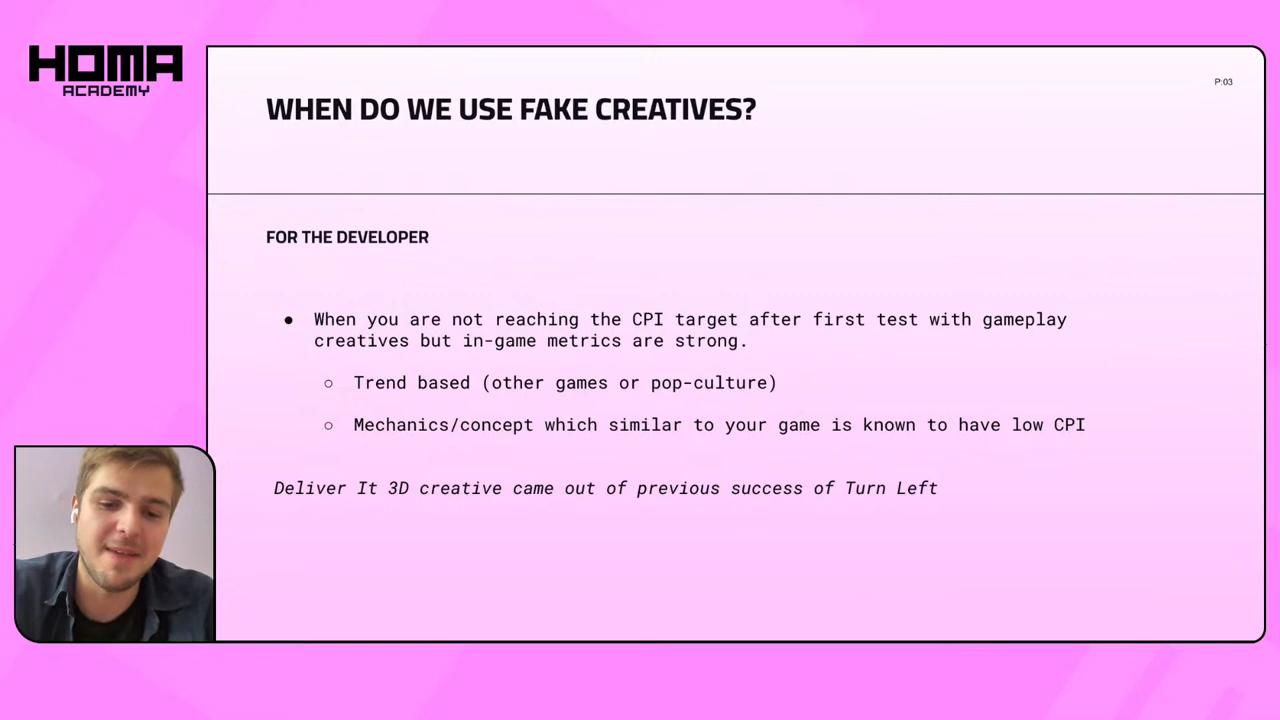 HOMA
ACADEMY
P:03
WHEN DO WE USE FAKE CREATIVES?
FOR THE DEVELOPER
● When you are not reaching the CPI target after first test with gameplay
creatives but in-game metrics are strong.
○ Trend based (other games or pop-culture)
○ Mechanics/concept which similar to your game is known to have low CPI
Deliver It 3D creative came out of previous success of Turn Left